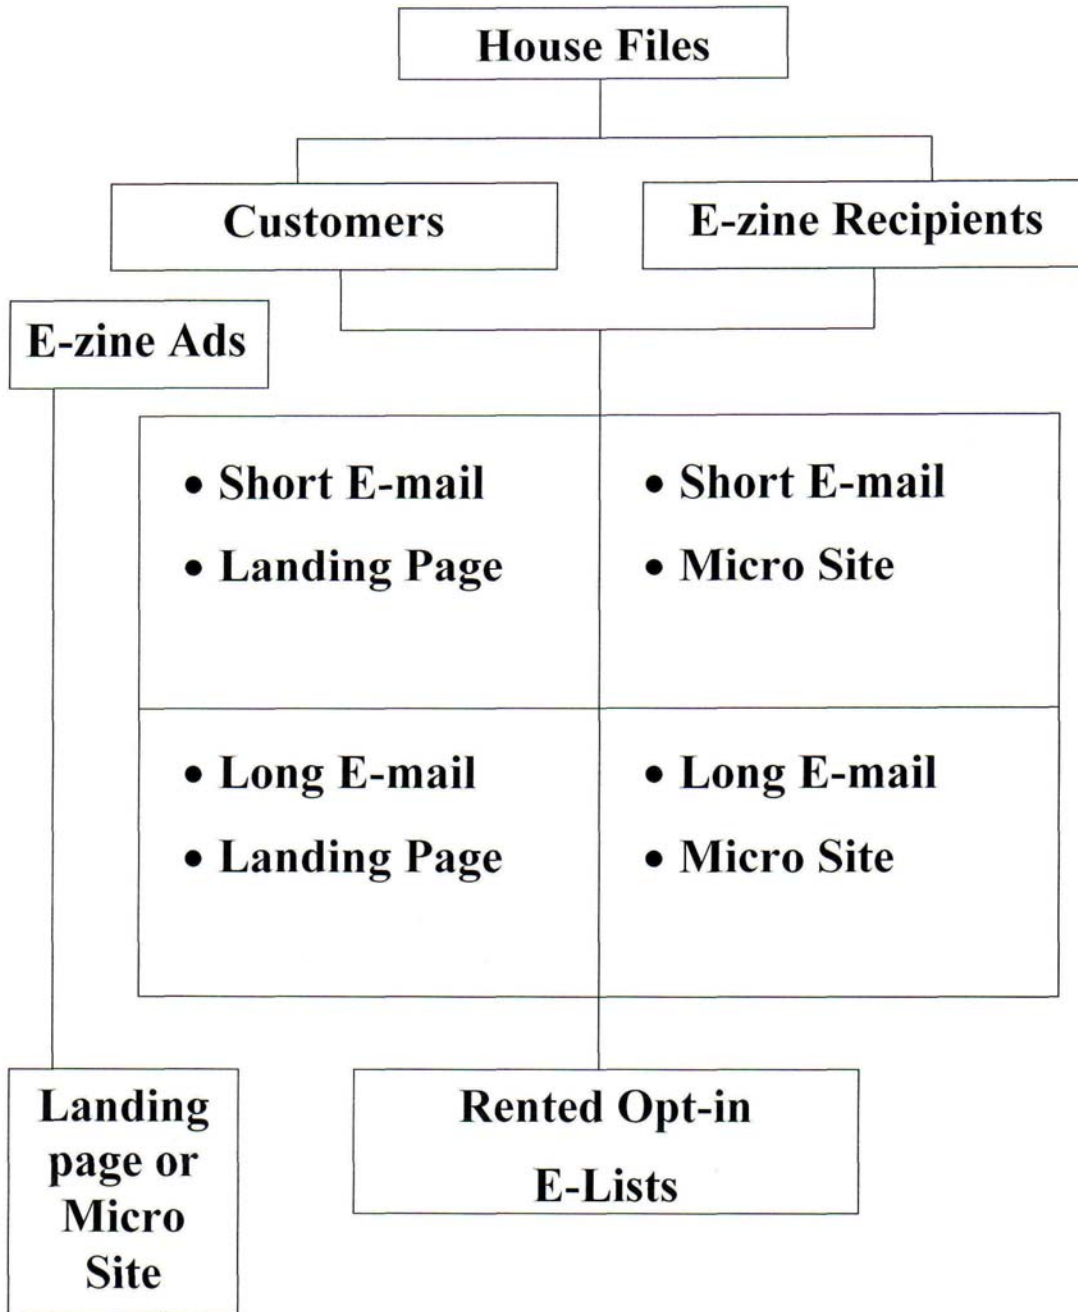 House Files
Customers
E-zine Recipients
E-zine Ads
• Short E-mail
• Landing Page
• Short E-mail
• Micro Site
• Long E-mail
• Landing Page
• Long E-mail
• Micro Site
Landing
page or
Micro
Site
Rented Opt-in
E-Lists